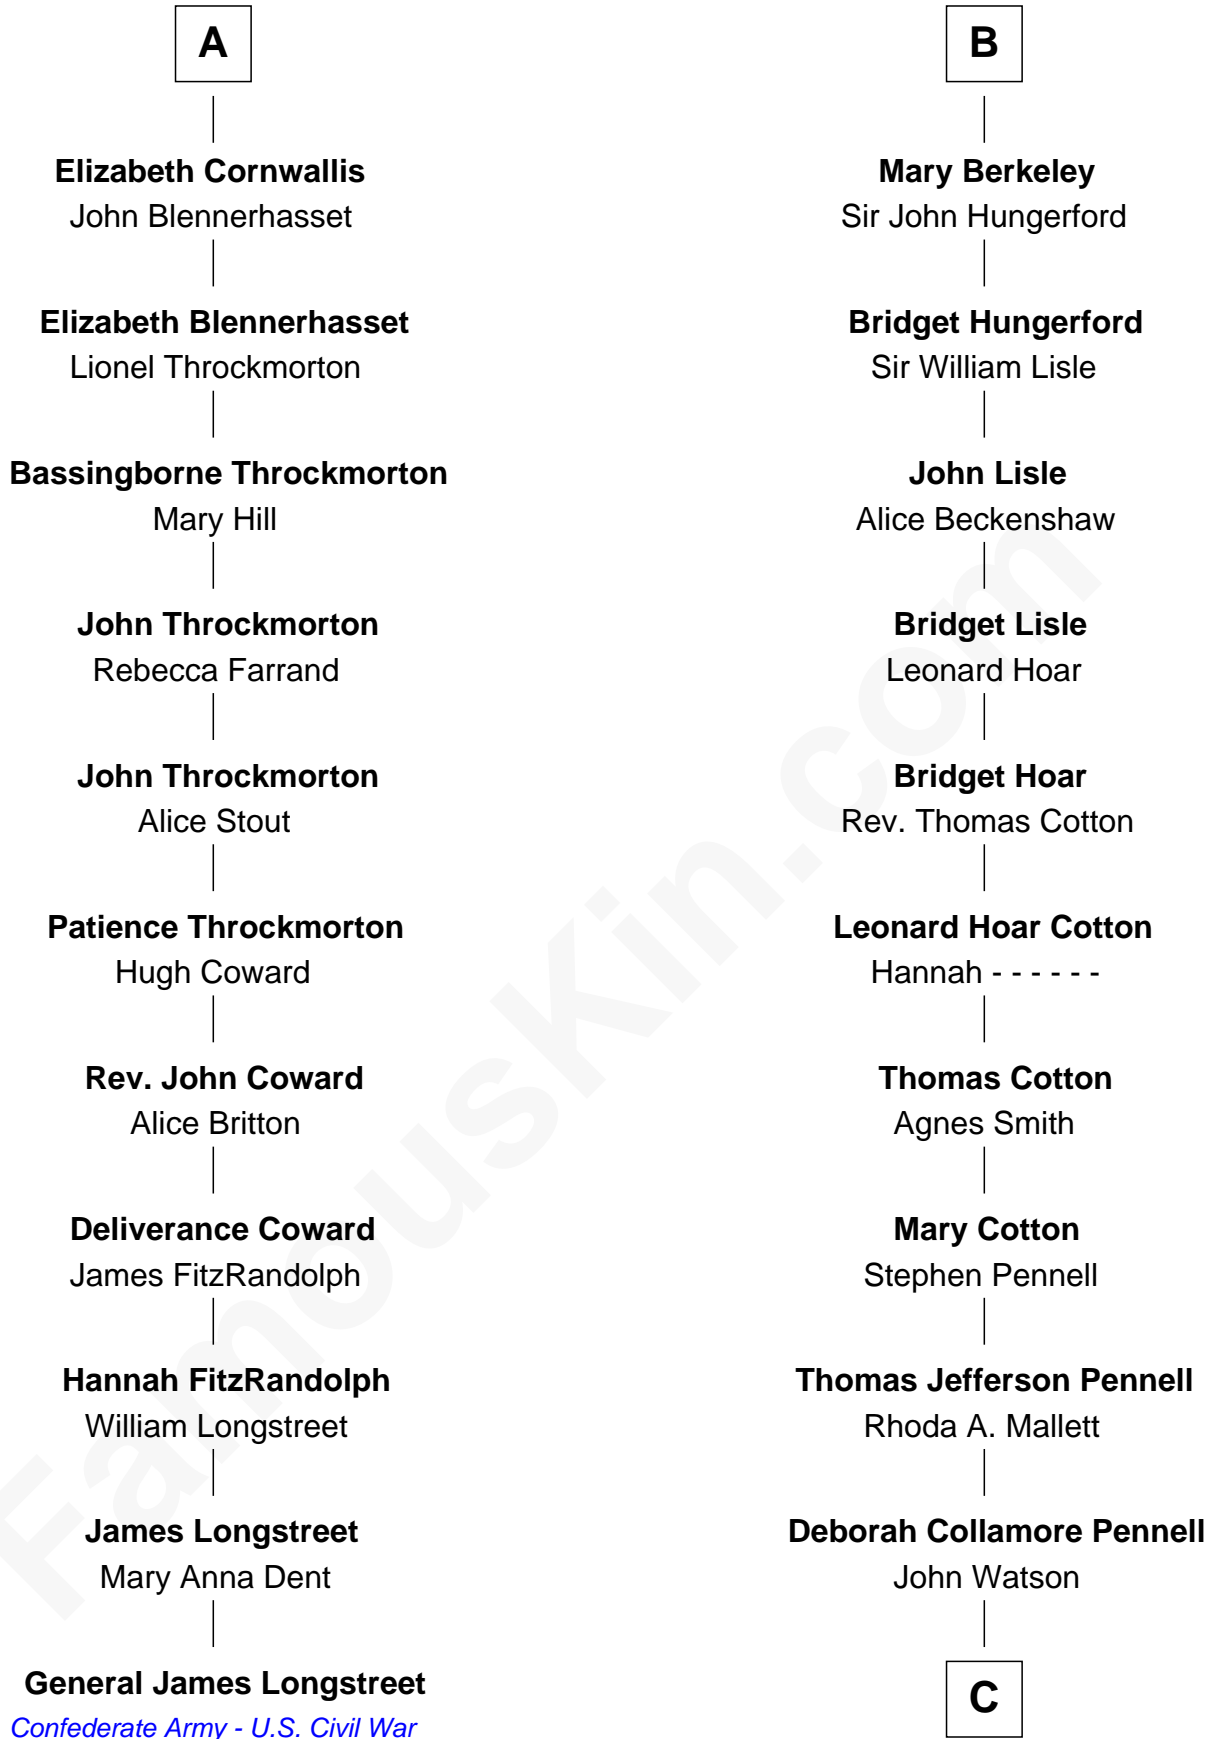 A
Elizabeth Cornwallis
John Blennerhasset
Elizabeth Blennerhasset
Lionel Throckmorton
Bassingborne Throckmorton
Mary Hill
John Throckmorton
Rebecca Farrand
John Throckmorton
Alice Stout
Patience Throckmorton
Hugh Coward
Rev. John Coward
Alice Britton
Deliverance Coward
James FitzRandolph
Hannah FitzRandolph
William Longstreet
James Longstreet
Mary Anna Dent
General James Longstreet
Confederate Army - U.S. Civil War
B
Mary Berkeley
Sir John Hungerford
Bridget Hungerford
Sir William Lisle
John Lisle
Alice Beckenshaw
Bridget Lisle
Leonard Hoar
Bridget Hoar
Rev. Thomas Cotton
Leonard Hoar Cotton
Hannah - - - - - -
Thomas Cotton
Agnes Smith
Mary Cotton
Stephen Pennell
Thomas Jefferson Pennell
Rhoda A. Mallett
Deborah Collamore Pennell
John Watson
C
FamousKin.com